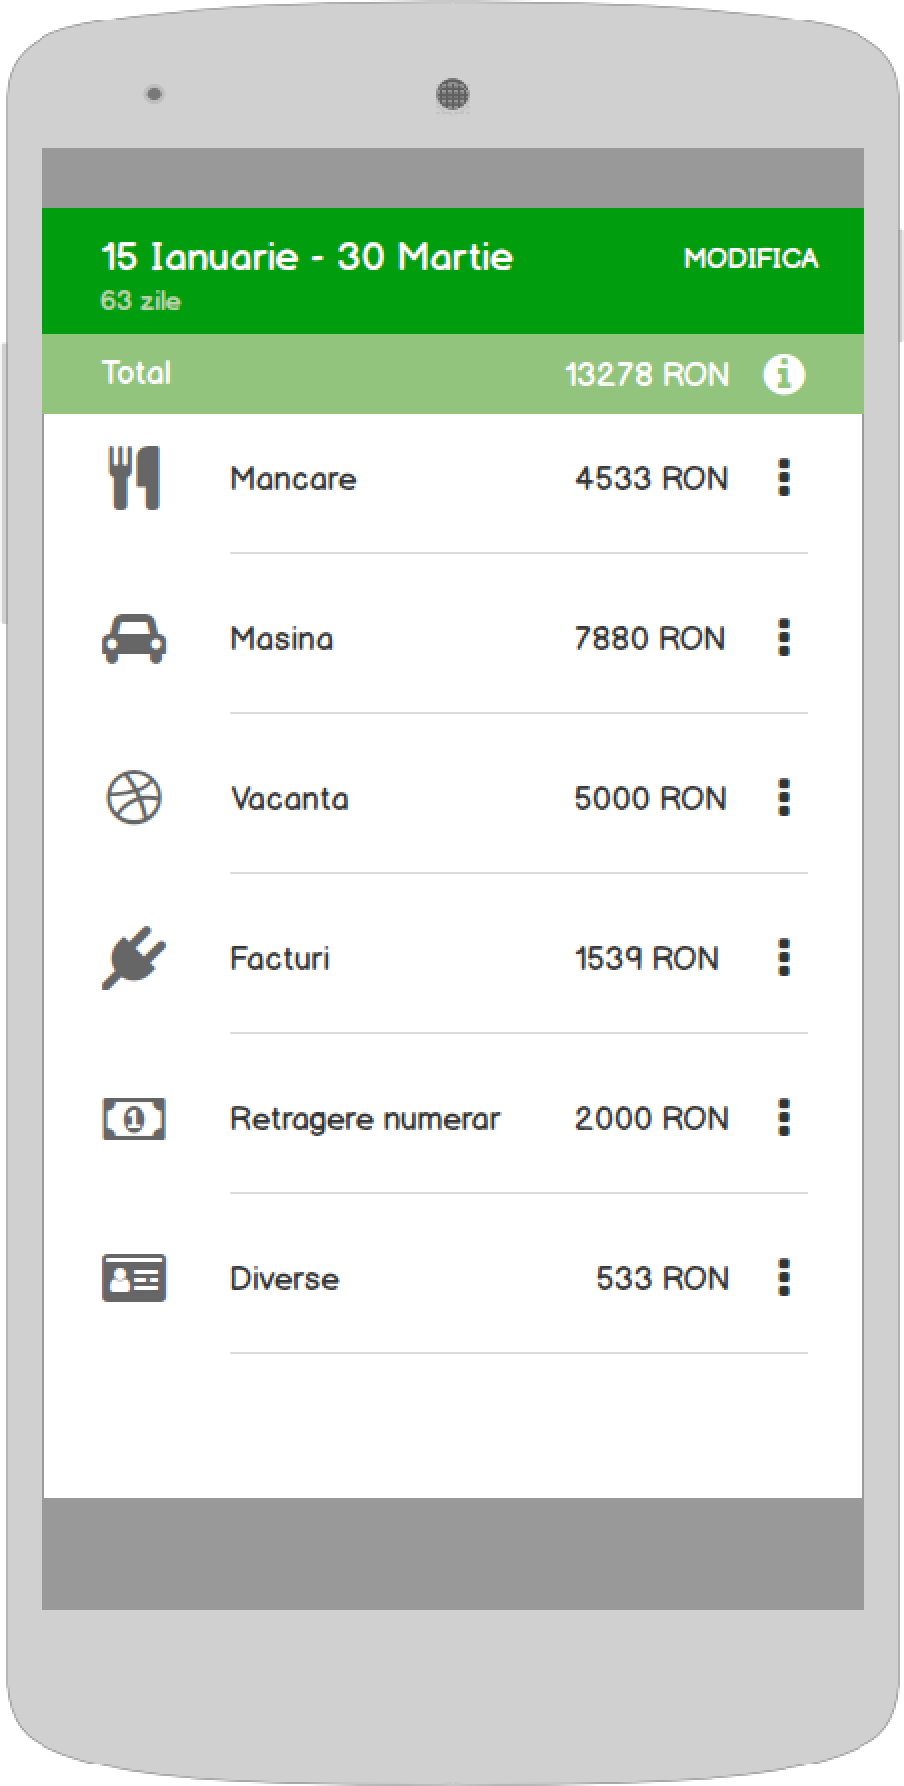 15 Ianuarie - 30 Martie MODIFICA
63 zile
Total 13278 RON
Mancare 4533 RON
Masina 7880 RON
Vacanta 5000 RON
Facturi 1539 RON
Retragere numerar 2000 RON
Diverse 533 RON